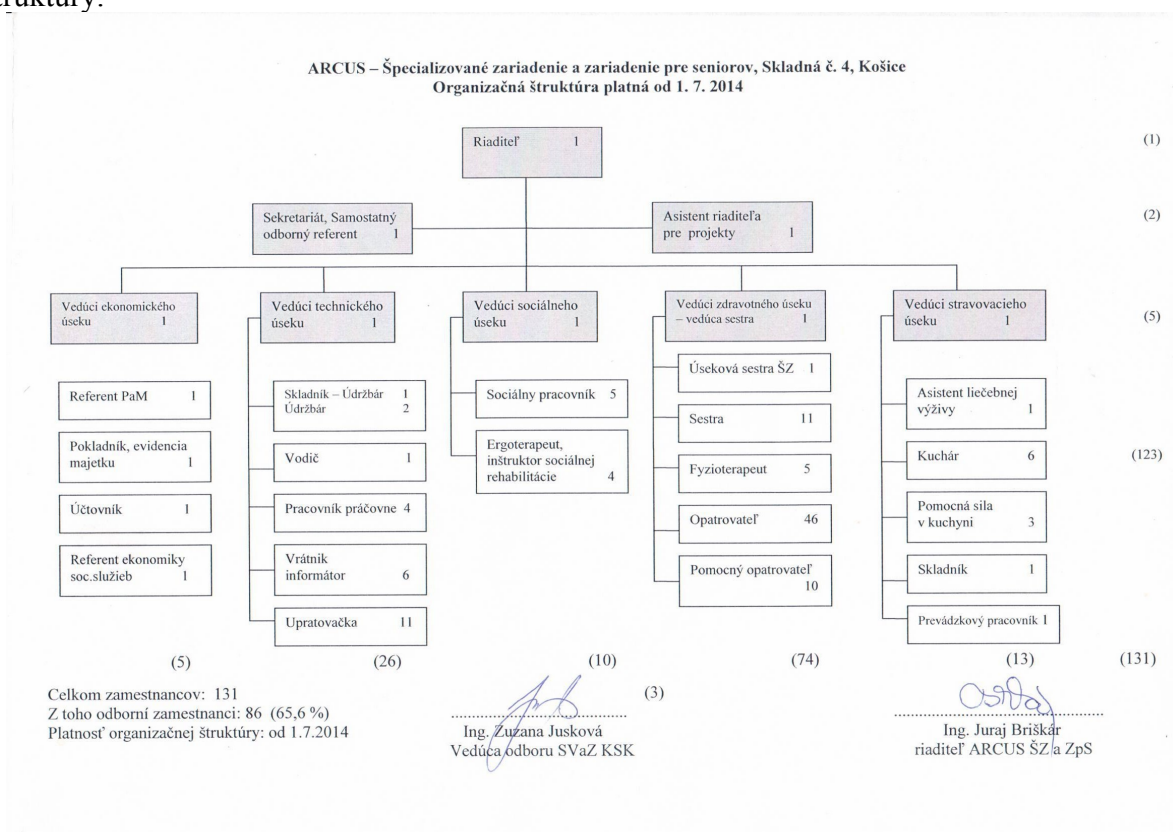 truktúry:
ARCUS – Špecializované zariadenie a zariadenie pre seniorov, Skladná č. 4, Košice
Organizačná štruktúra platná od 1. 7. 2014
Riaditeľ 1
(1)
Sekretariát, Samostatný
odborný referent 1
Asistent riaditeľa
pre projekty 1
(2)
Vedúci ekonomického
úseku 1
Vedúci technického
úseku 1
Vedúci sociálneho
úseku 1
Vedúci zdravotného úseku
– vedúca sestra 1
Vedúci stravovacieho
úseku 1
(5)
Referent PaM 1
Pokladník, evidencia
majetku 1
Účtovník 1
Referent ekonomiky
soc.služieb 1
Skladník – Údržbár 1
Údržbár 2
Vodič 1
Pracovník práčovne 4
Vrátnik
informátor 6
Upratovačka 11
Sociálny pracovník 5
Ergoterapeut,
inštruktor sociálnej
rehabilitácie 4
Úseková sestra ŠZ 1
Sestra 11
Fyzioterapeut 5
Opatrovateľ 46
Pomocný opatrovateľ
10
Asistent liečebnej
výživy 1
Kuchár 6
Pomocná sila
v kuchyni 3
Skladník 1
Prevádzkový pracovník 1
(123)
(5) (26) (10) (74) (13) (131)
Celkom zamestnancov: 131
Z toho odborní zamestnanci: 86 (65,6 %)
Platnosť organizačnej štruktúry: od 1.7.2014
(3)
Ing. Zuzana Jusková
Vedúca odboru SVaZ KSK
Ing. Juraj Briškár
riaditeľ ARCUS ŠZ a ZpS